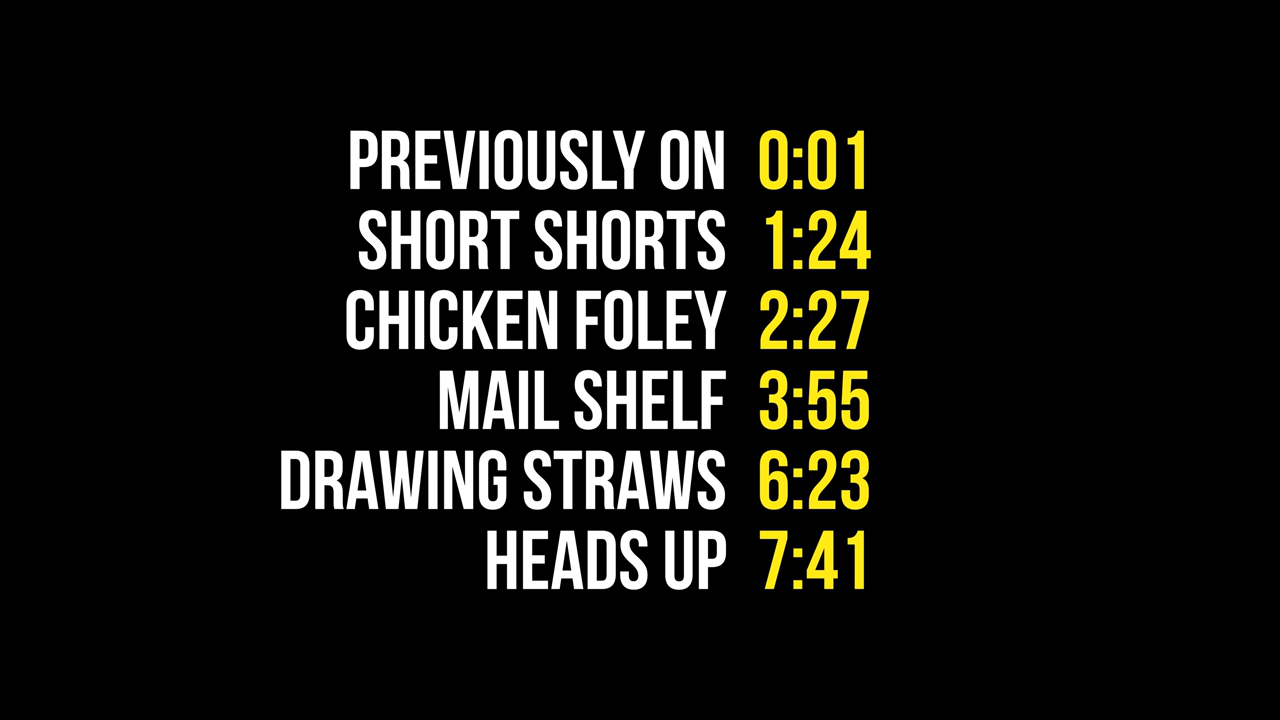 PREVIOUSLY ON 0:01
SHORT SHORTS 1:24
CHICKEN FOLEY 2:27
MAIL SHELF 3:55
DRAWING STRAWS 6:23
HEADS UP 7:41